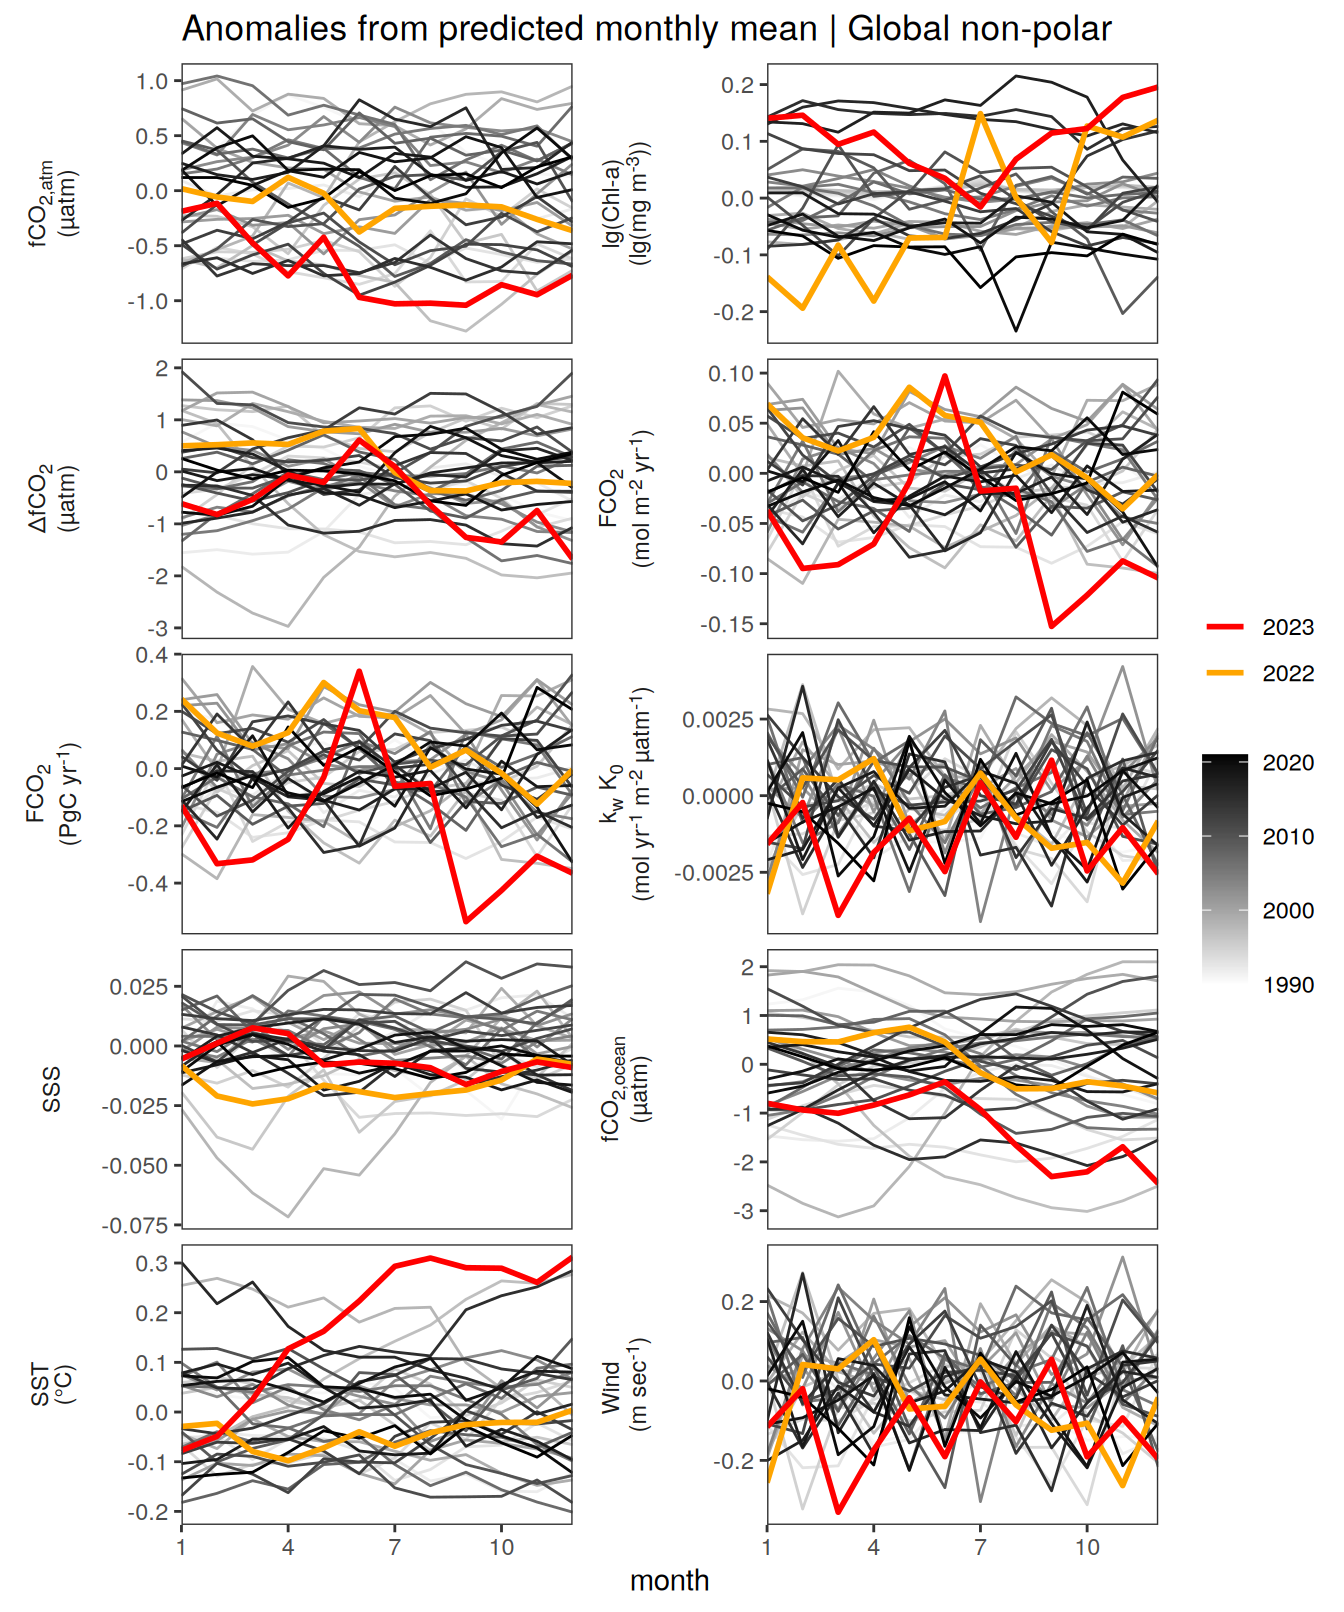 Anomalies from predicted monthly mean | Global non-polar
fCO2,atm
(µatm)
1.0
0.5
0.0
-0.5
-1.0
lg(Chl-a)
(lg(mg m-3))
0.2
0.1
0.0
-0.1
-0.2
ΔfCO2
(µatm)
2
1
0
-1
-2
-3
FCO2
(mol m-2 yr-1)
0.10
0.05
0.00
-0.05
-0.10
-0.15
FCO2
(PgC yr-1)
0.4
0.2
0.0
-0.2
-0.4
kw K0
(mol yr-1 m-2 µatm-1)
0.0025
0.0000
-0.0025
SSS
0.025
0.000
-0.025
-0.050
-0.075
fCO2,ocean
(µatm)
2
1
0
-1
-2
-3
SST
(°C)
0.3
0.2
0.1
0.0
-0.1
-0.2
1 4 7 10
Wind
(m sec-1)
0.2
0.0
-0.2
1 4 7 10
month
2023
2022
2020
2010
2000
1990